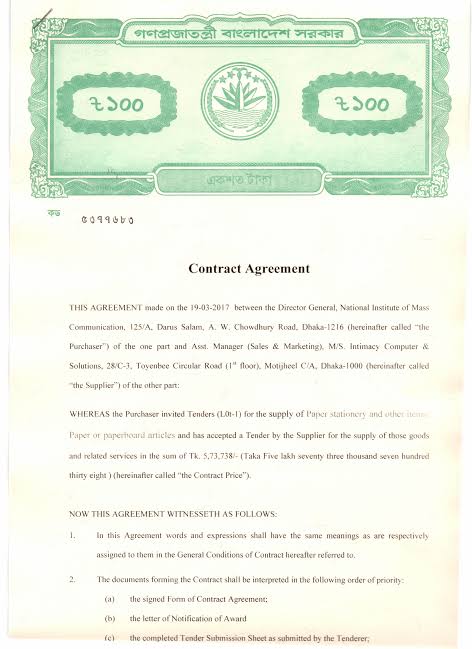 গণপ্রজাতন্ত্রী বাংলাদেশ সরকার
৳১০০ ৳১০০
একশত টাকা
Contract Agreement
THIS AGREEMENT made on the 19-03-2017 between the Director General, National Institute of Mass
Communication, 125/A, Darus Salam, A. W. Chowdhury Road, Dhaka-1216 (hereinafter called “the
Purchaser”) of the one part and Asst. Manager (Sales & Marketing), M/S. Intimacy Computer &
Solutions, 28/C-3, Toyenbee Circular Road (1st floor), Motijheel C/A, Dhaka-1000 (hereinafter called
“the Supplier”) of the other part:
WHEREAS the Purchaser invited Tenders (L0t-1) for the supply of Paper stationery and other items
Paper or paperboard articles and has accepted a Tender by the Supplier for the supply of those goods
and related services in the sum of Tk. 5,73,738/- (Taka Five lakh seventy three thousand seven hundred
thirty eight ) (hereinafter called “the Contract Price”).
NOW THIS AGREEMENT WITNESSETH AS FOLLOWS:
1. In this Agreement words and expressions shall have the same meanings as are respectively
assigned to them in the General Conditions of Contract hereafter referred to.
2. The documents forming the Contract shall be interpreted in the following order of priority:
(a) the signed Form of Contract Agreement;
(b) the letter of Notification of Award
(c) the completed Tender Submission Sheet as submitted by the Tenderer;